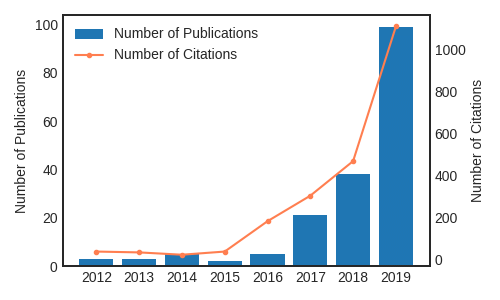 Number of Publications
Number of Citations
100
80
60
40
20
0
Number of Publications
1000
800
600
400
200
0
Number of Citations
2012 2013 2014 2015 2016 2017 2018 2019